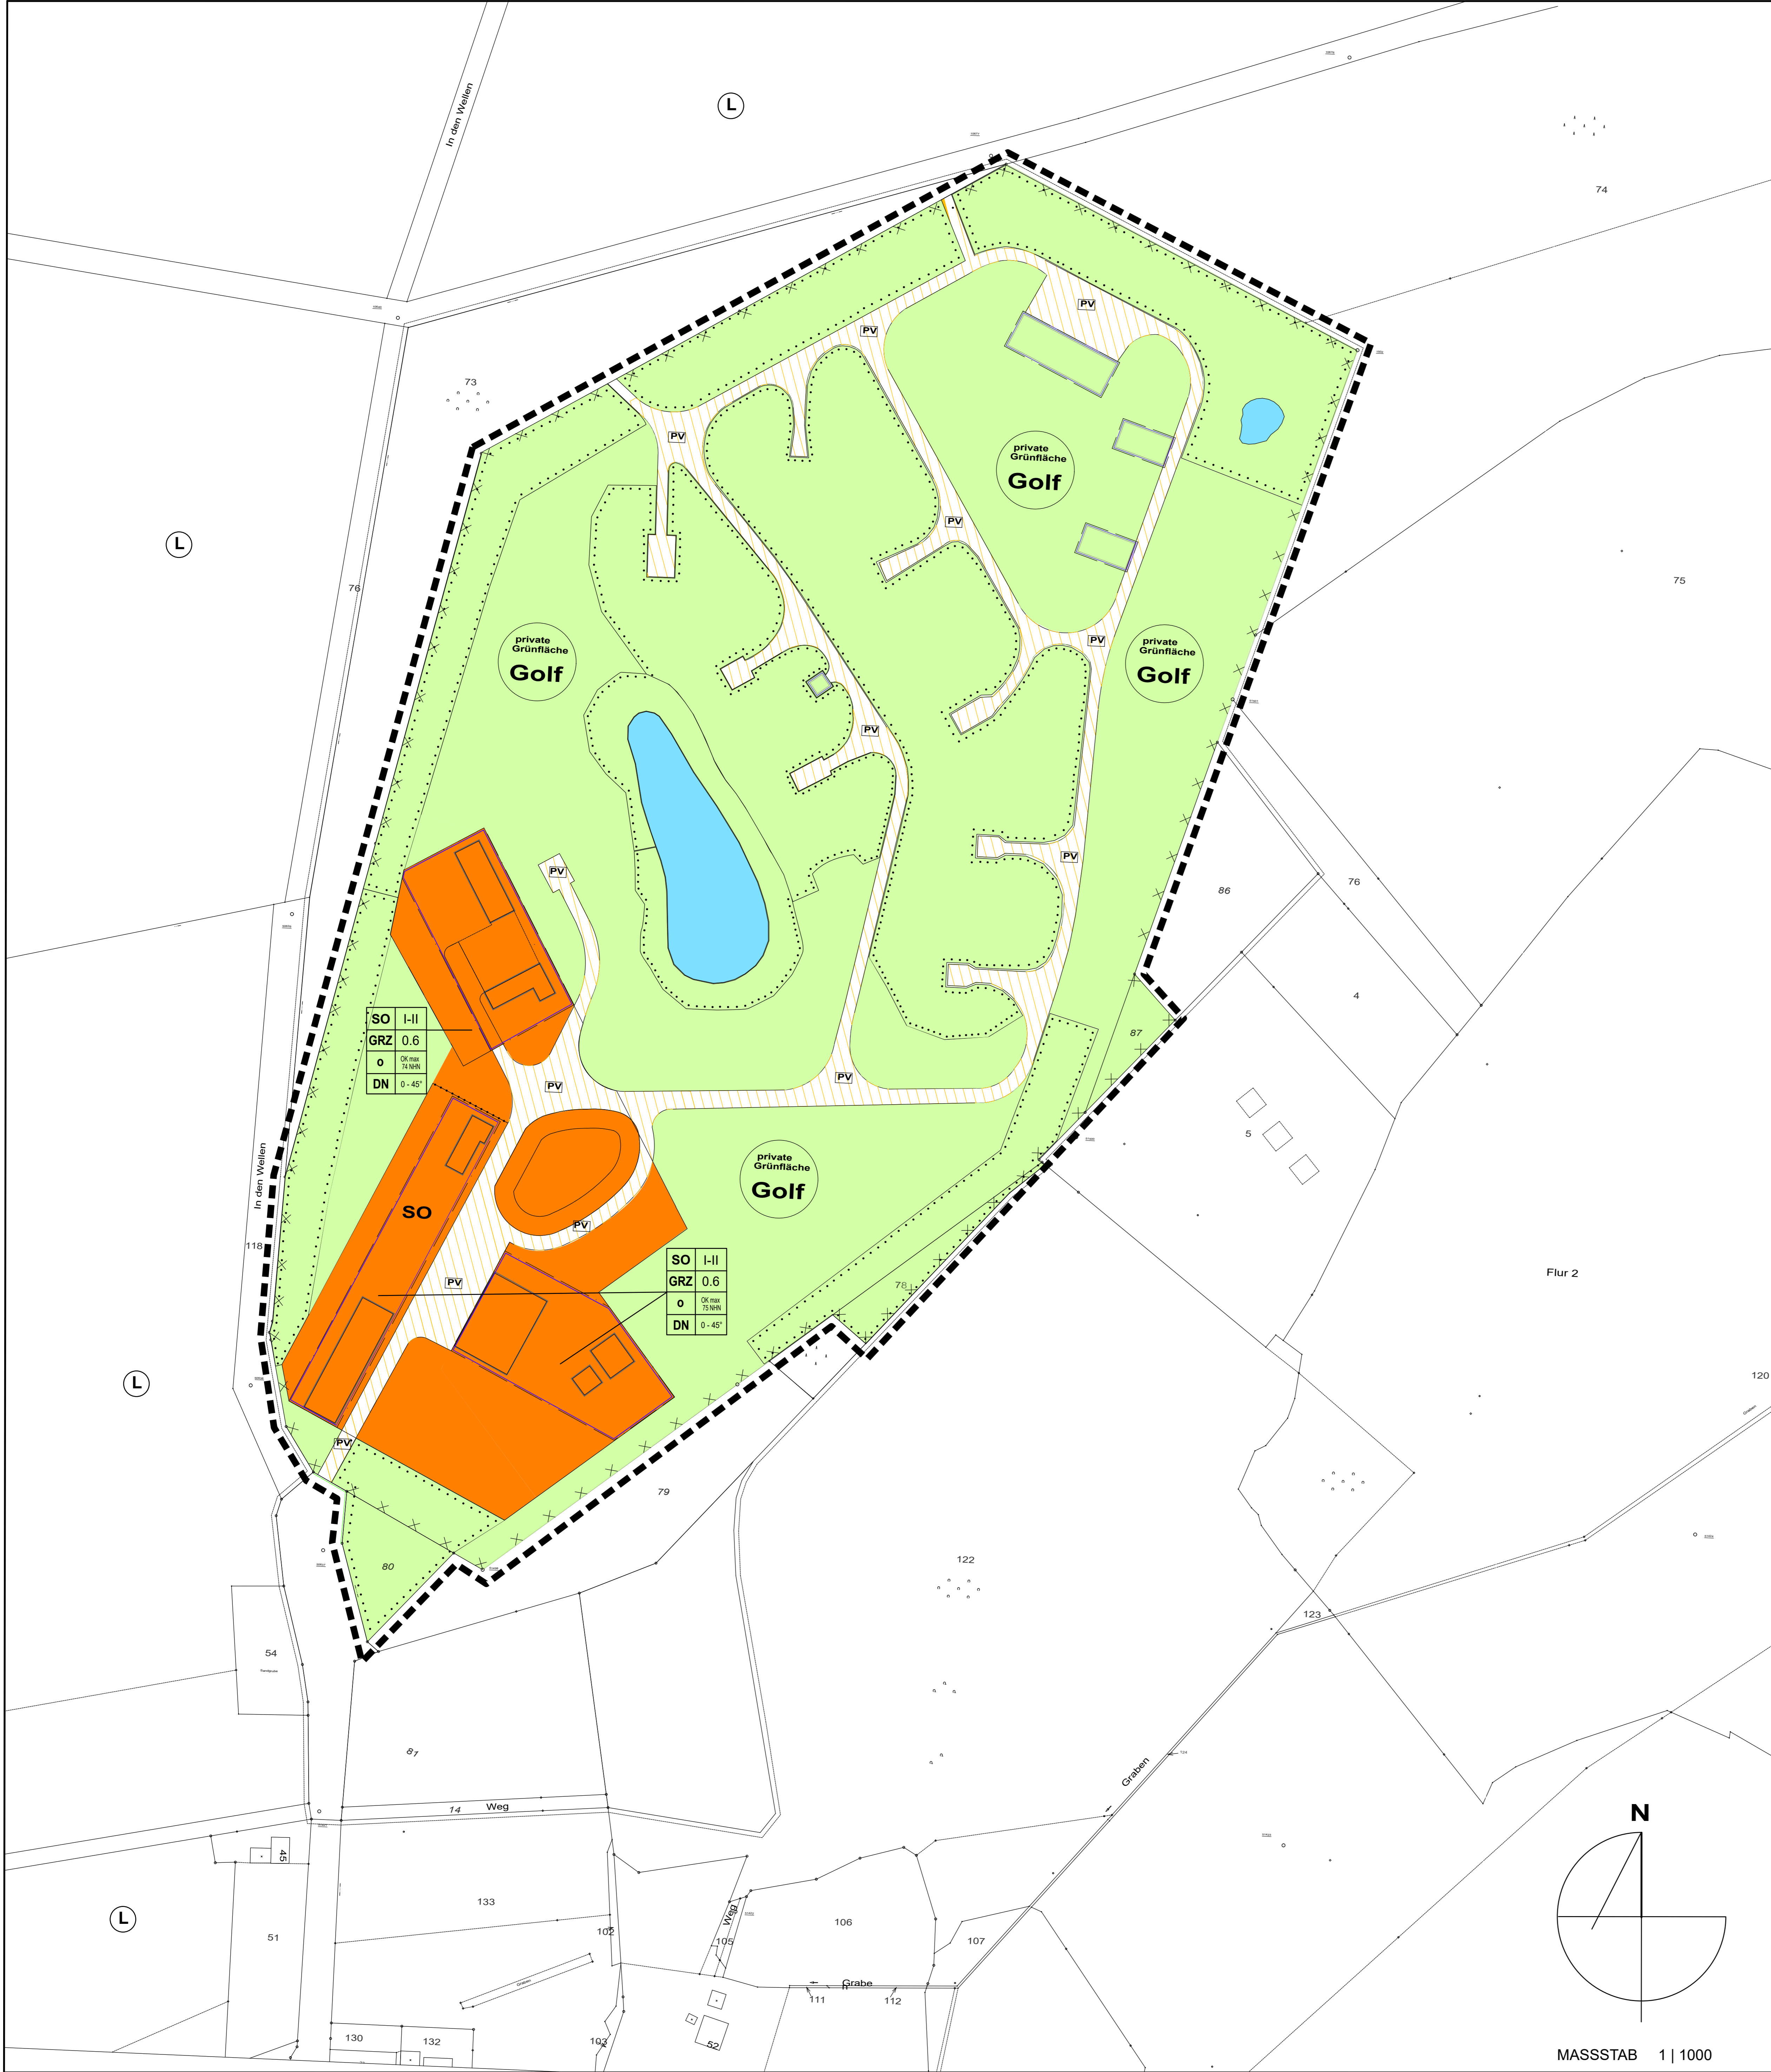 In den Wellen
L
74
73
PV
PV
PV
private
Grünfläche
Golf
PV
L
75
76
private
Grünfläche
Golf
PV
private
Grünfläche
Golf
PV
PV
PV
86
76
4
SO I-II
GRZ 0.6
o OK max
74 NHN
DN 0 - 45°
87
PV
PV
5
In den Wellen
private
Grünfläche
Golf
SO
PV
118
SO I-II
GRZ 0.6
o OK max
75 NHN
DN 0 - 45°
78
Flur 2
PV
L
120
Graben
PV
79
80
122
123
54
81
124
Graben
14 Weg
N
45
133
L
51
102
Weg
105
106
107
Graben
Grabe
n
111
112
130
132
103
52
MASSSTAB 1 | 1000